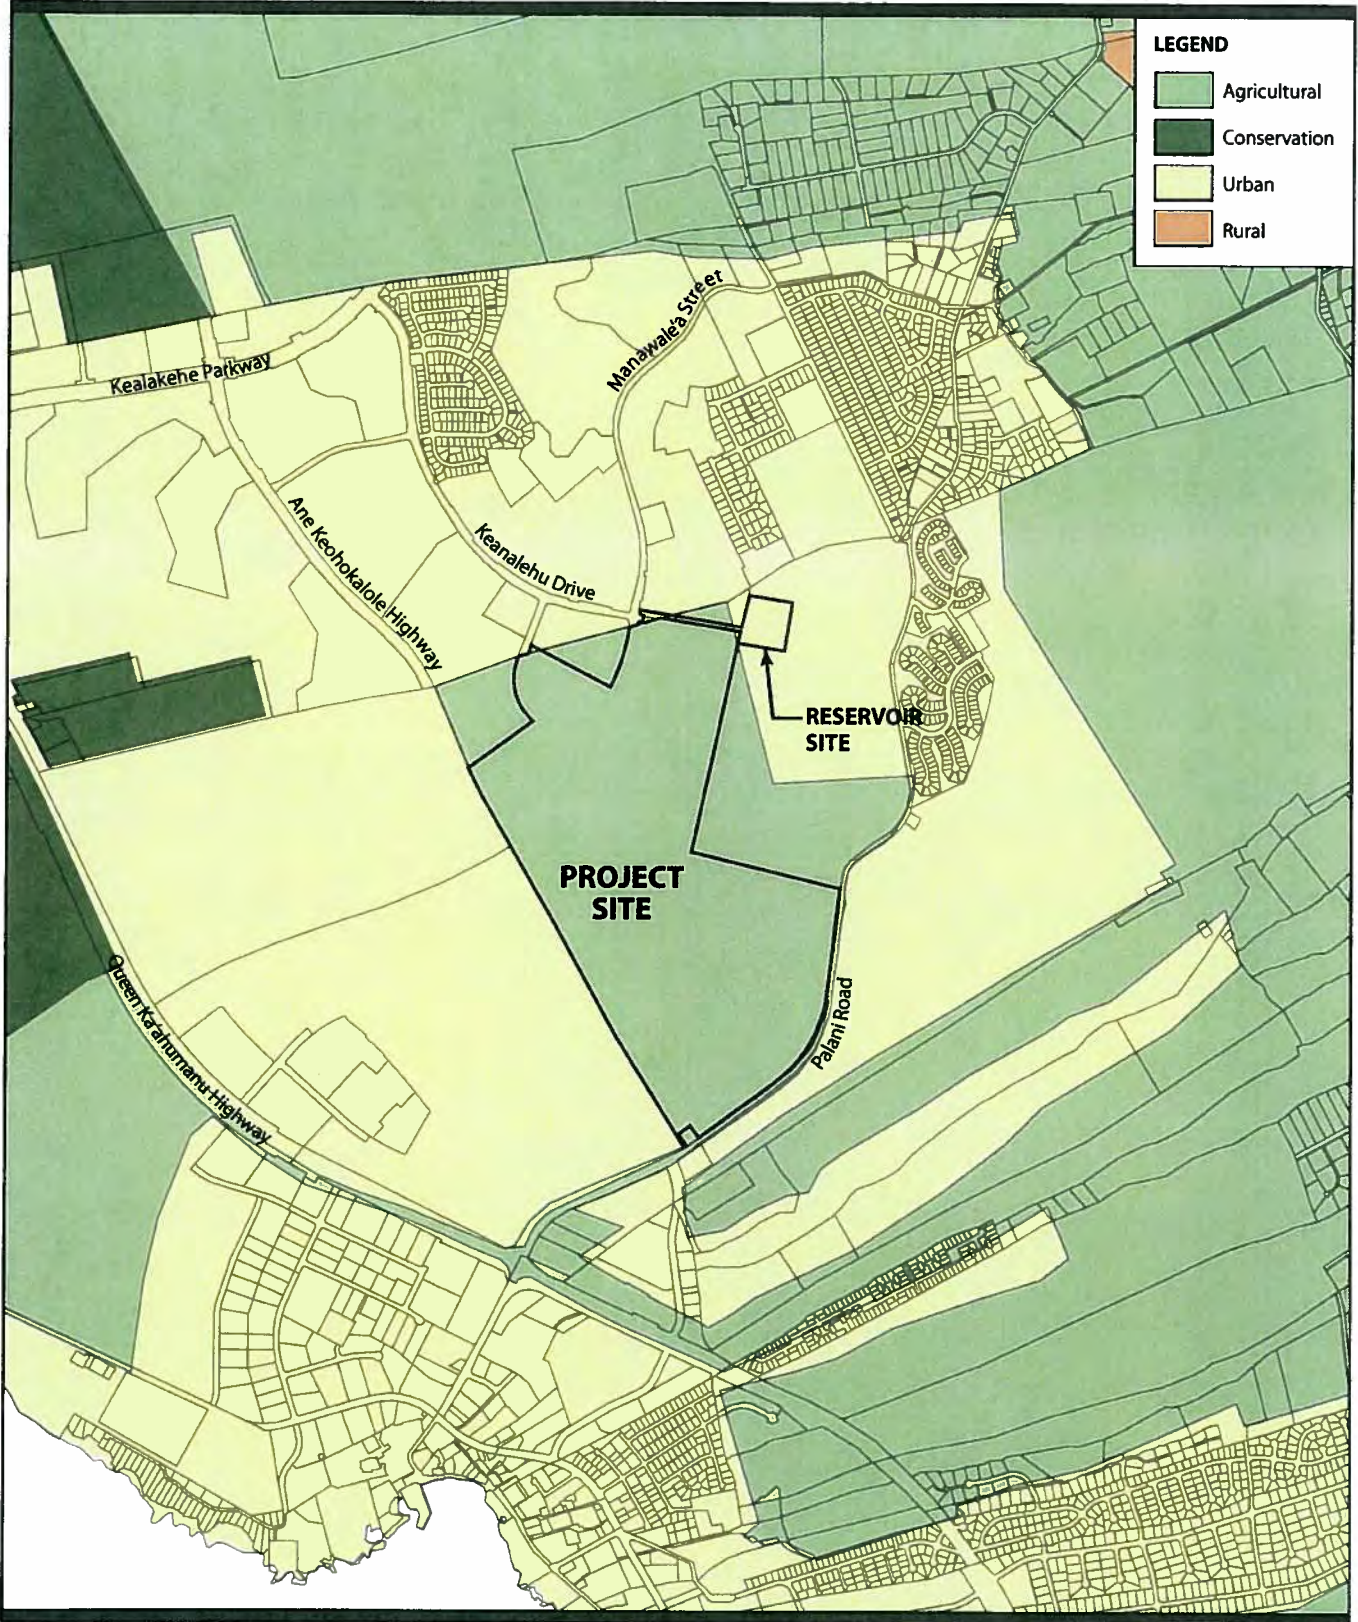 LEGEND
Agricultural
Conservation
Urban
Rural
Manawale'a Street
Kealakehe Parkway
Ane Keohokalole Highway
Keanalehu Drive
RESERVOIR
SITE
PROJECT
SITE
Palani Road
Queen Ka'ahumanu Highway